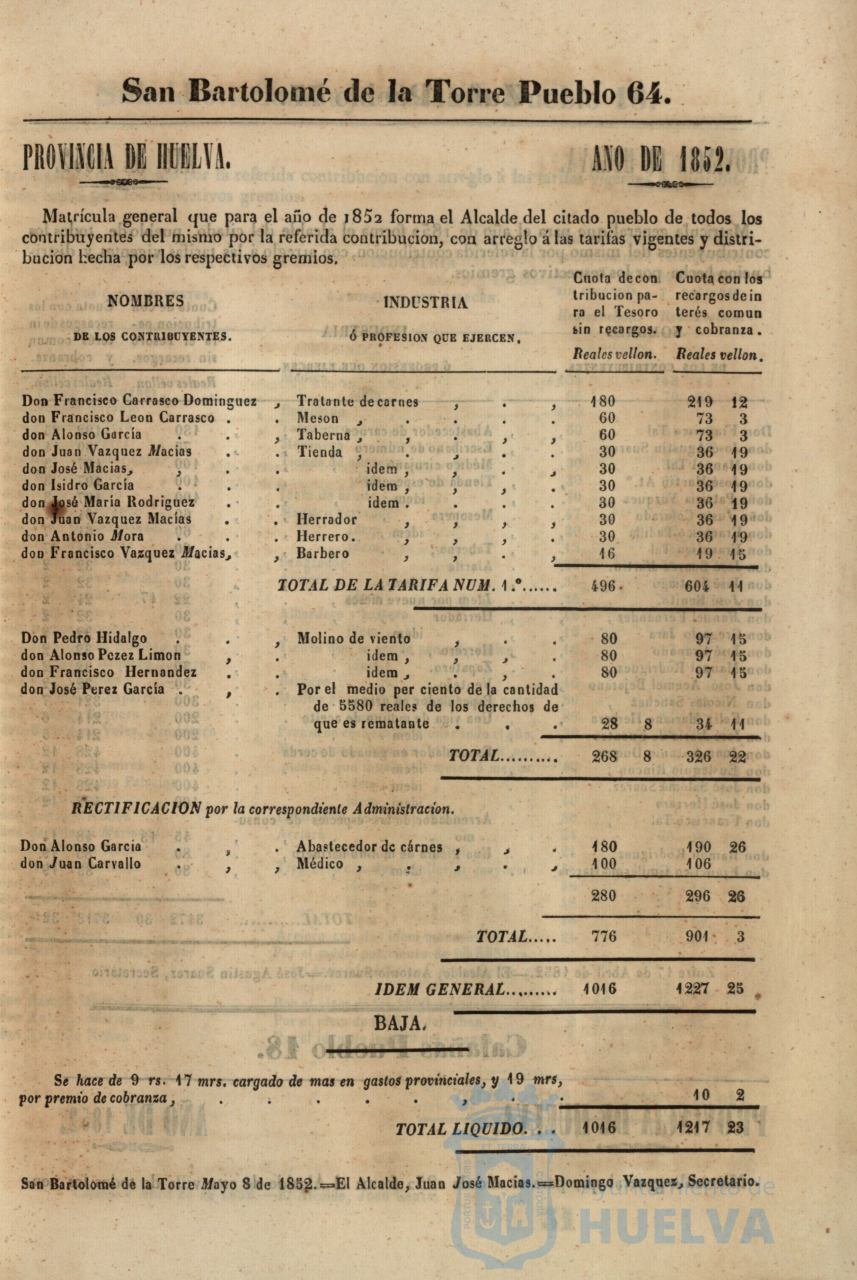 San Bartolomé de la Torre Pueblo 64.
PROVINCIA DE HUELVA. AÑO DE 1852.
Matrícula general que para el año de 1852 forma el Alcalde del citado pueblo de todos los
contribuyentes del mismo por la referida contribucion, con arreglo á las tarifas vigentes y distri-
bucion hecha por los respectivos gremios.
NOMBRES
DE LOS CONTRIBUYENTES.
INDUSTRIA
Ó PROFESION QUE EJERCEN.
Cuota de con
tribucion pa-
ra el Tesoro
sin recargos.
Reales vellon.
Cuota con los
recargos de in
terés comun
y cobranza.
Reales vellon.
Don Francisco Carrasco Dominguez , Tratante de carnes , . , 180 219 12
don Francisco Leon Carrasco . . Meson , . . . . 60 73 3
don Alonso García . . , Taberna , , . , , 60 73 3
don Juan Vazquez Macias . . Tienda , , . . 30 36 19
don José Macias, , . . idem , , . , 30 36 19
don Isidro García . . . idem , , , . 30 36 19
don José María Rodriguez . . idem . . . . 30 36 19
don Juan Vazquez Macías . . Herrador , , , , 30 36 19
don Antonio Mora . . . Herrero. , , , . 30 36 19
don Francisco Vazquez Macias, , Barbero , , . , 16 19 15
TOTAL DE LA TARIFA NUM. 1.º...... 496. 604 11
Don Pedro Hidalgo . . , Molino de viento , . . 80 97 15
don Alonso Pezez Limon , . idem , , , . 80 97 15
don Francisco Hernandez . . idem , . , . 80 97 15
don José Perez García . , . Por el medio per ciento de la cantidad
de 5580 reales de los derechos de
que es rematante . . . 28 8 34 11
TOTAL.......... 268 8 326 22
RECTIFICACION por la correspondiente Administracion.
Don Alonso Garcia . , . Abastecedor de cárnes , , . 180 190 26
don Juan Carvallo . , , Médico , . , . , 100 106
280 296 26
TOTAL..... 776 901 3
IDEM GENERAL......... 1016 1227 25 .
BAJA.
Se hace de 9 rs. 17 mrs. cargado de mas en gastos provinciales, y 19 mrs,
por premio de cobranza, . . . . . , . . 10 2
TOTAL LIQUIDO. . . 1016 1217 23
San Bartolomé de la Torre Mayo 8 de 1852.=El Alcalde, Juan José Macias.=Domingo Vazquez, Secretario.
Ayuntamiento de
HUELVA